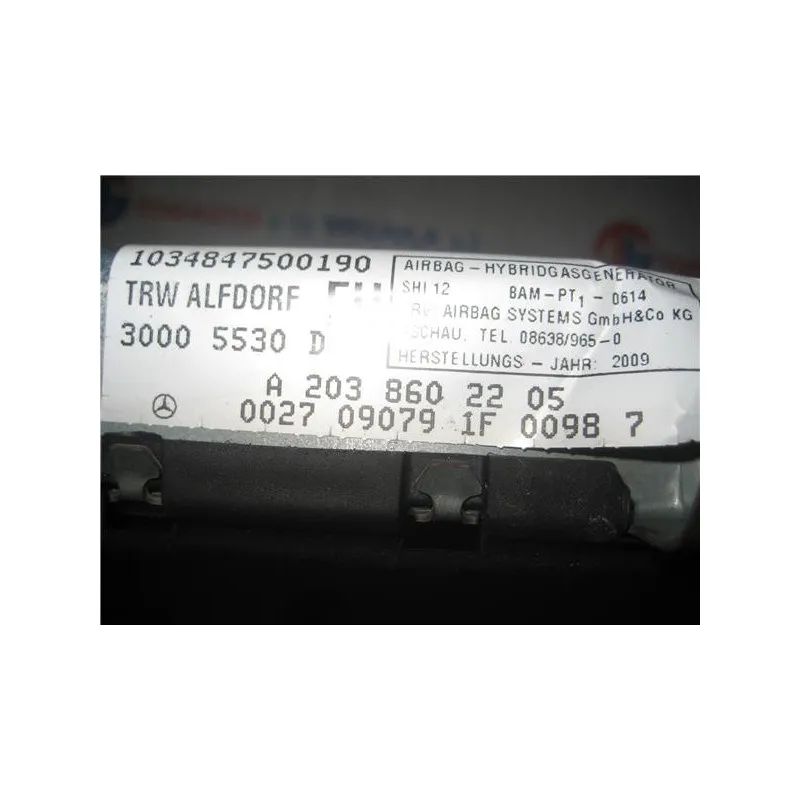 1034847500190
TRW ALFDORF
3000 5530 D
AIRBAG - HYBRIDGASGENERATOR
SHI 12 BAM-PT1 - 0614
AIRBAG SYSTEMS GmbH&Co KG
TEL. 08638/965-0
HERSTELLUNGS - JAHR: 2009
A 203 860 22 05
0027 09079 1F 0098 7